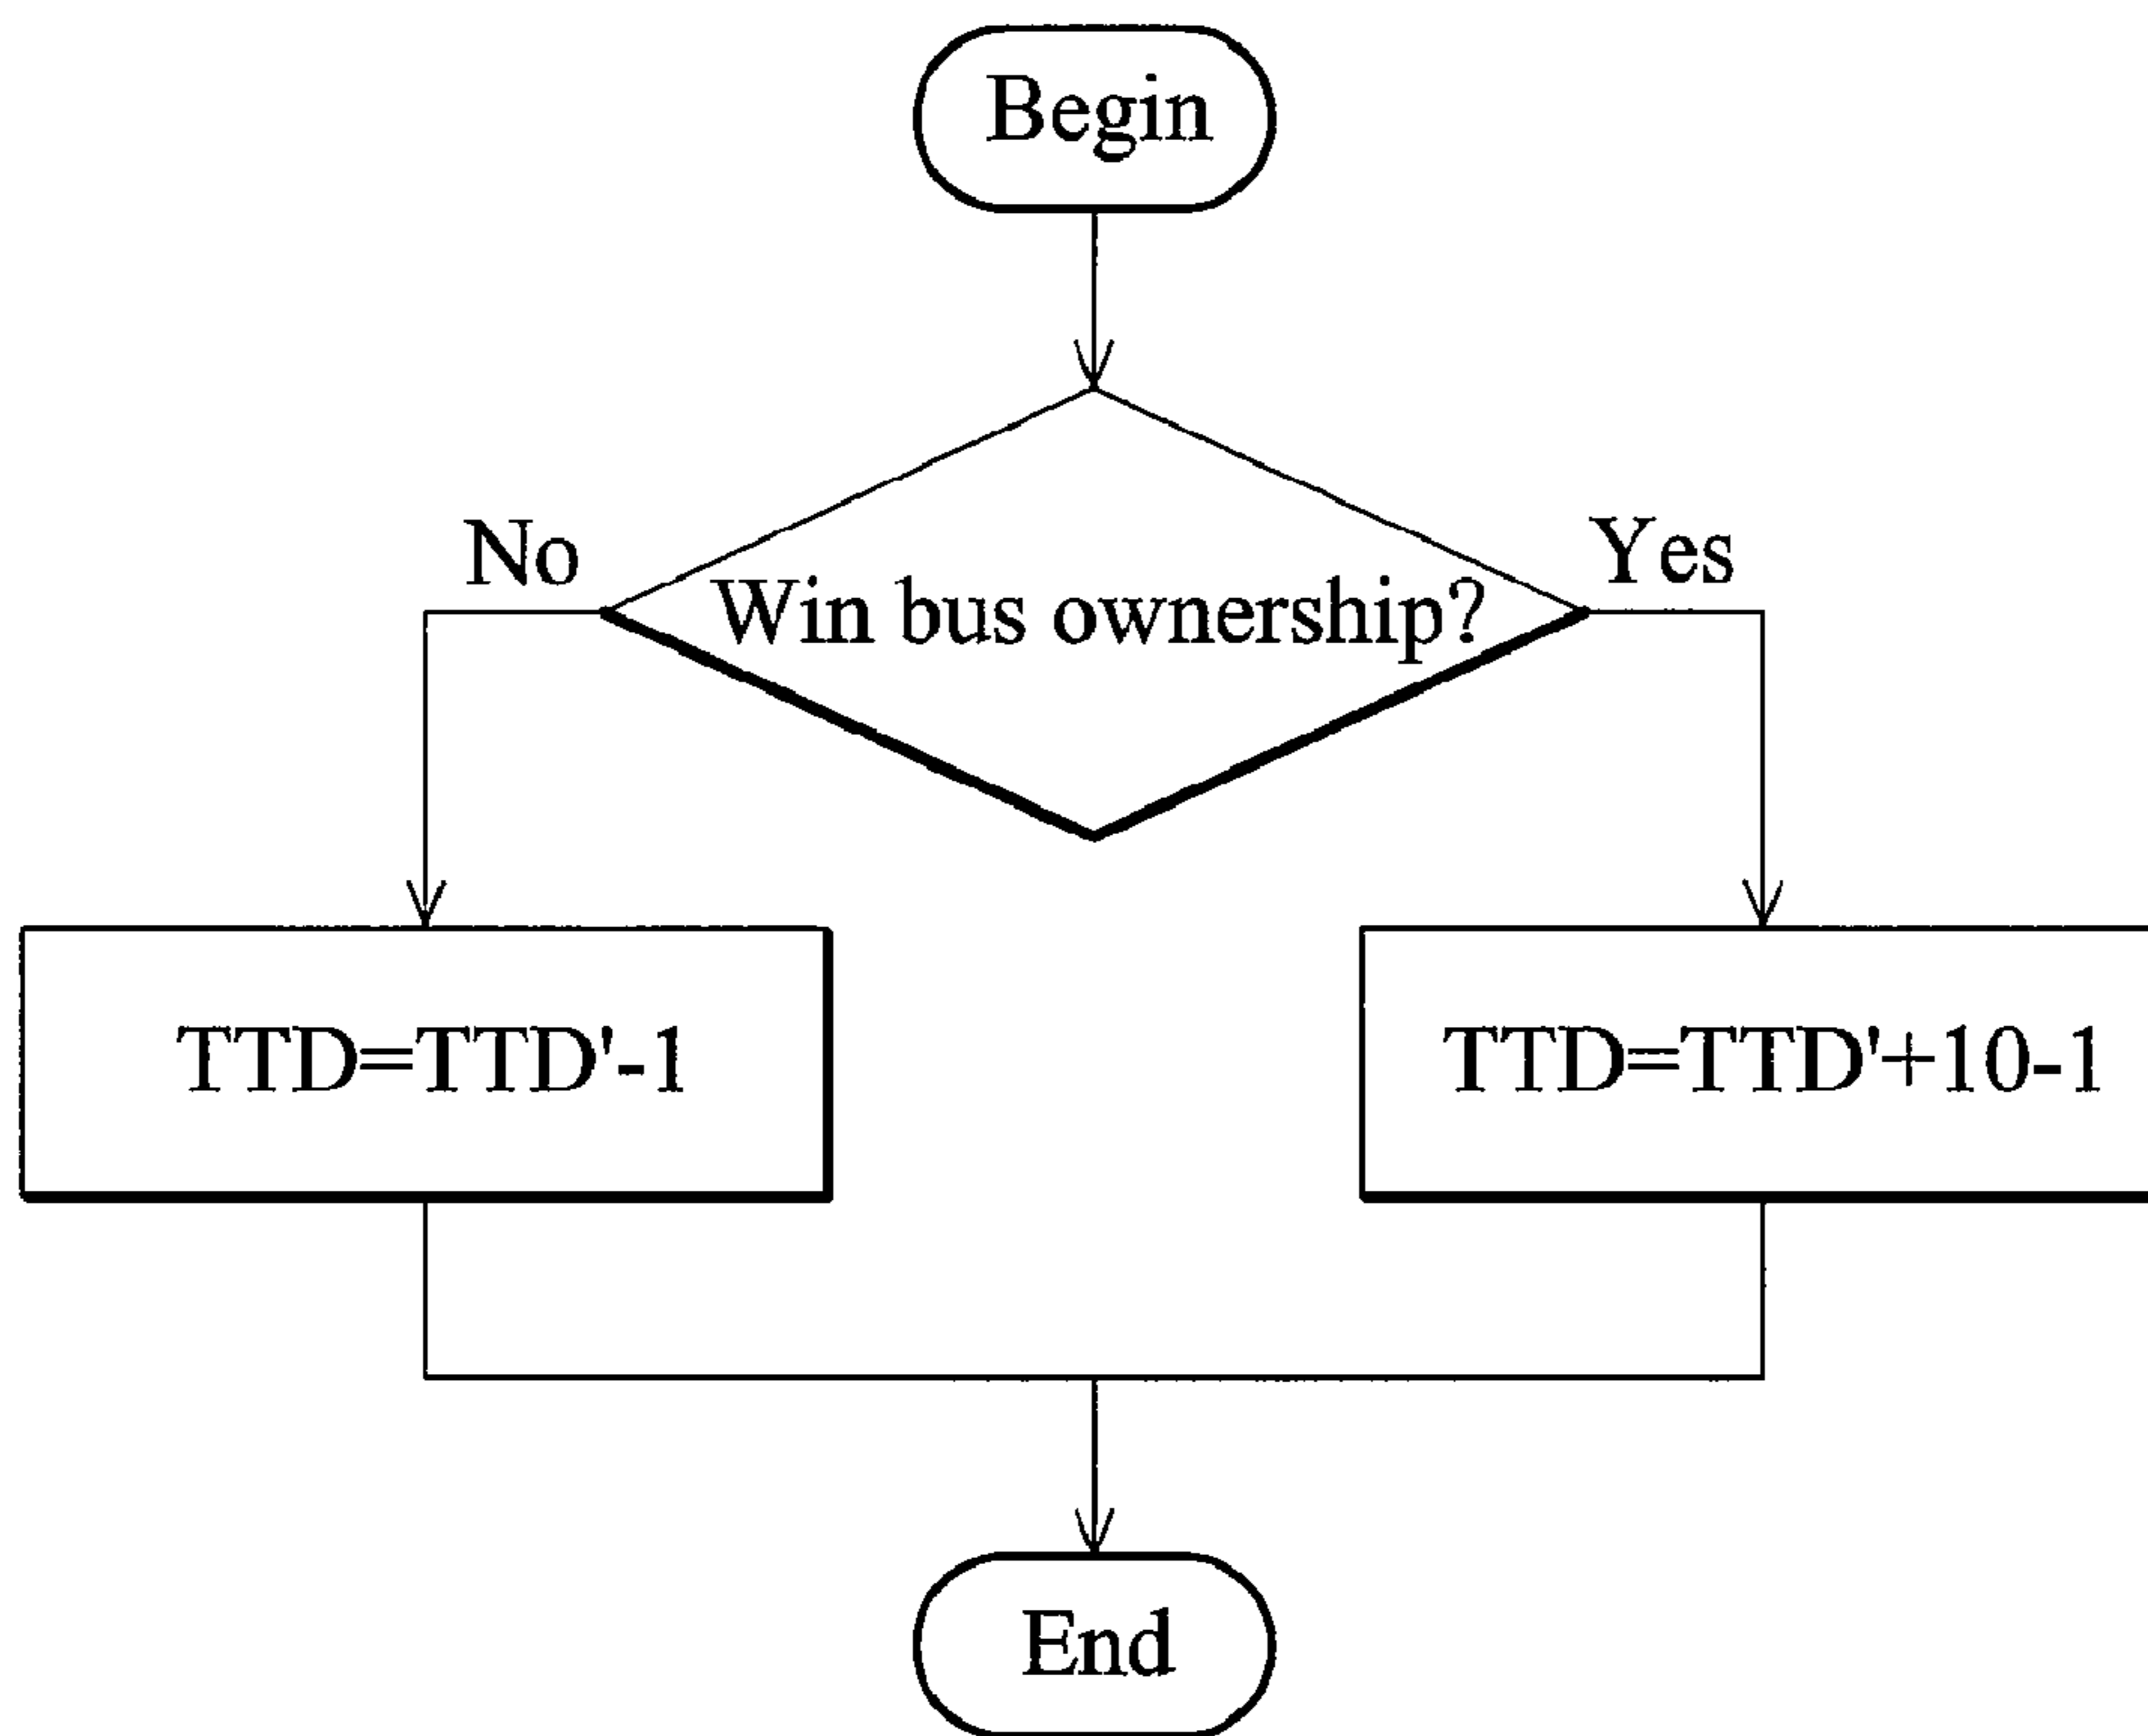 Begin
No
Yes
Win bus ownership?
TTD=TTD'-1
TTD=TTD'+10-1
End